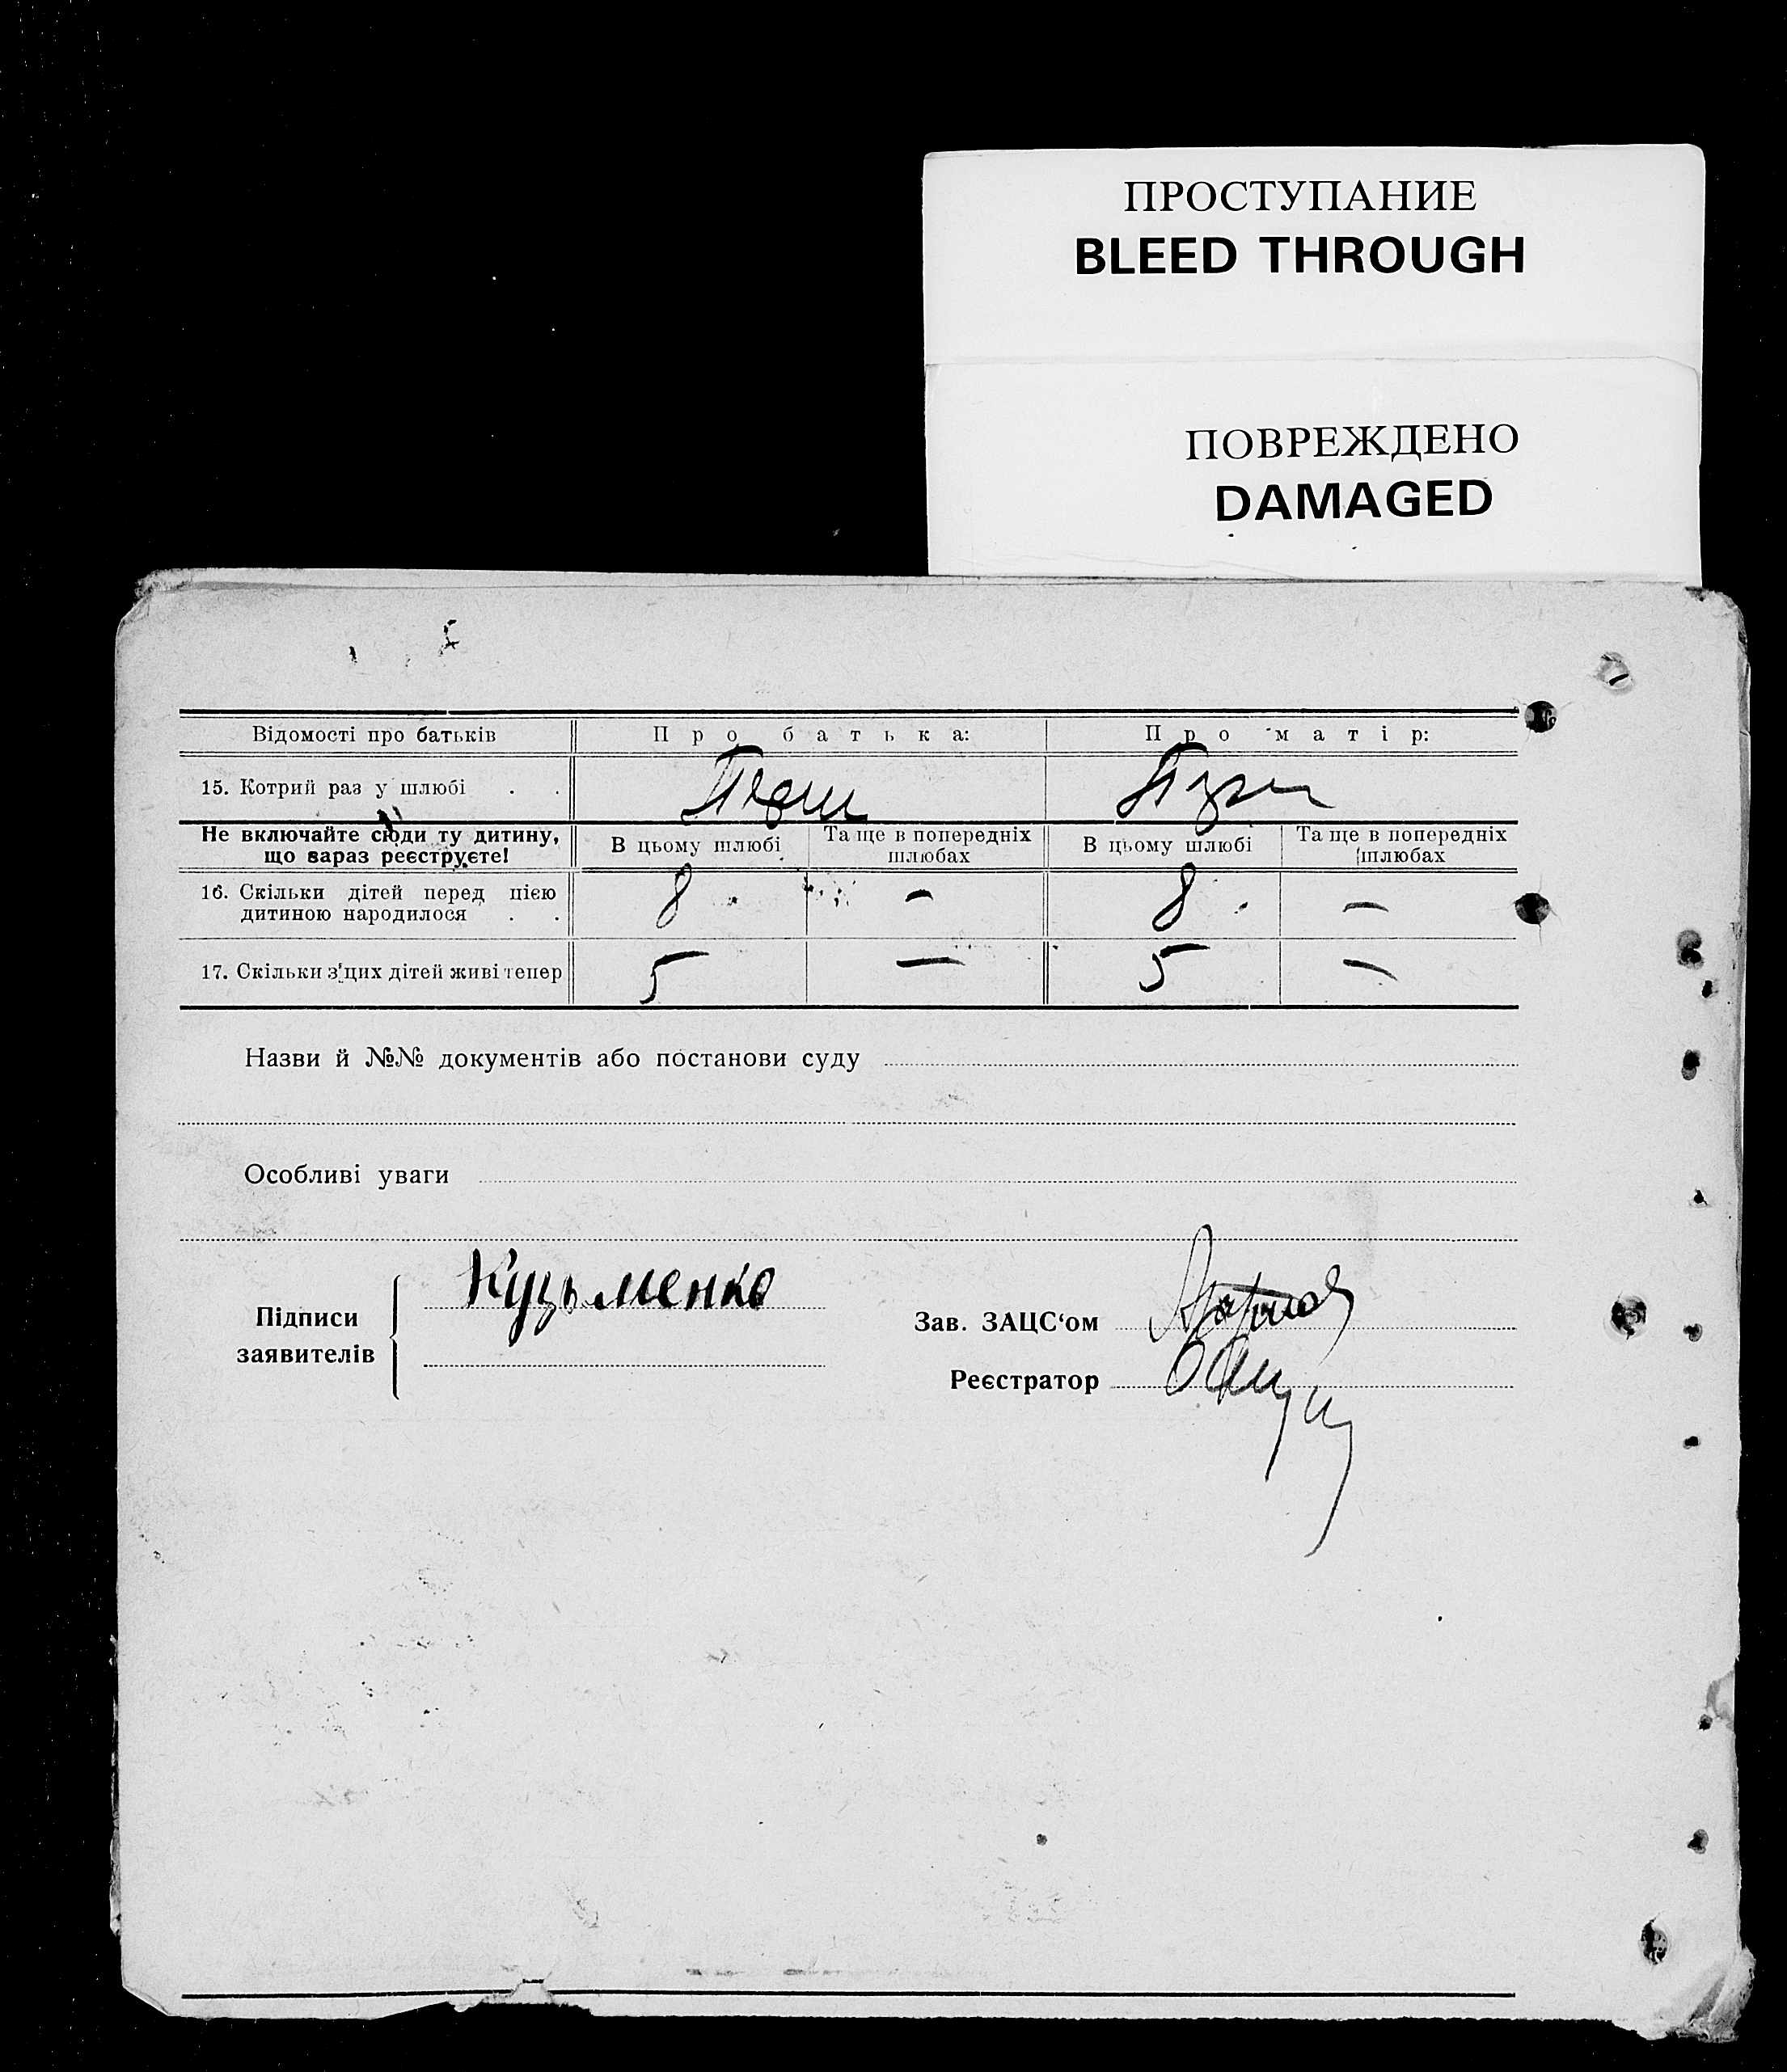 ПРОСТУПАНИЕ
BLEED THROUGH
ПОВРЕЖДЕНО
DAMAGED
Відомості про батьків Про батька: Про матір:
15. Котрий раз у шлюбі . . Перш
Не включайте сюди ту дитину, що зараз реєструєте! В цьому шлюбі Та ще в попередніх шлюбах В цьому шлюбі Та ще в попередніх шлюбах
16. Скільки дітей перед цією дитиною народилося . . 8 — 8 —
17. Скільки з'цих дітей живі тепер 5 — 5 —
Назви й №№ документів або постанови суду
Особливі уваги
Підписи заявителів Кузьменко
Зав. ЗАЦС‘ом
Реєстратор